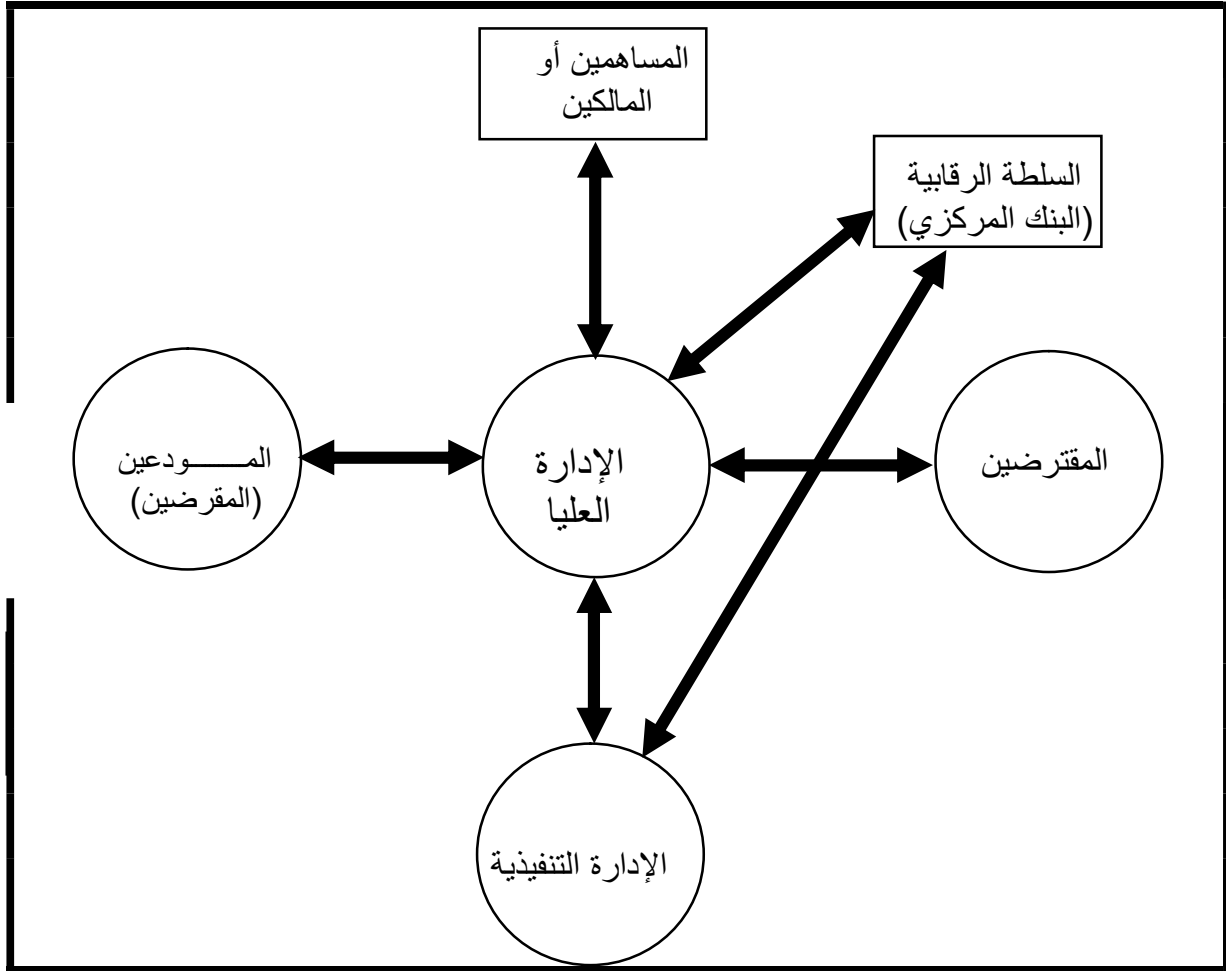 المساهمين أو
المالكين
السلطة الرقابية
(البنك المركزي)
المقترضين
الإدارة
العليا
المـــــودعين
(المقرضين)
الإدارة التنفيذية